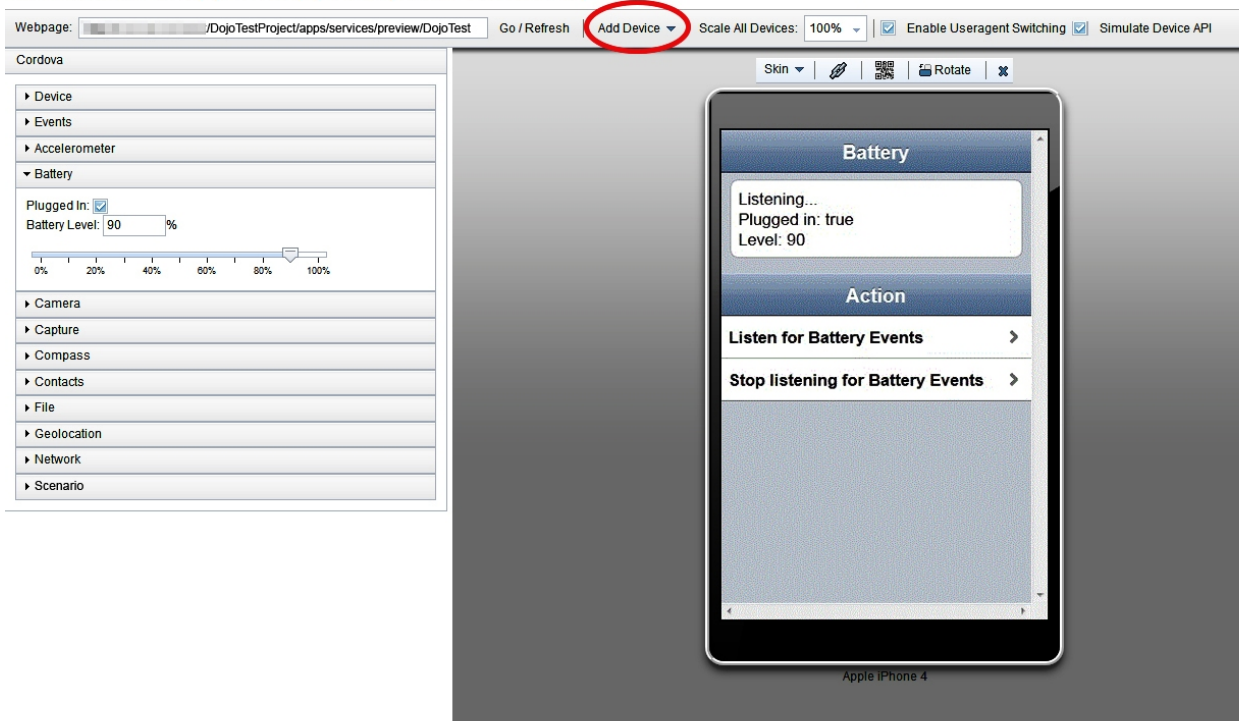 Webpage: /DojoTestProject/apps/services/preview/DojoTest Go / Refresh Add Device Scale All Devices: 100% Enable Useragent Switching Simulate Device API
Cordova
Device
Events
Accelerometer
Battery
Plugged In:
Battery Level: 90 %
0% 20% 40% 60% 80% 100%
Camera
Capture
Compass
Contacts
File
Geolocation
Network
Scenario
Skin Rotate
Battery
Listening...
Plugged in: true
Level: 90
Action
Listen for Battery Events
Stop listening for Battery Events
Apple iPhone 4